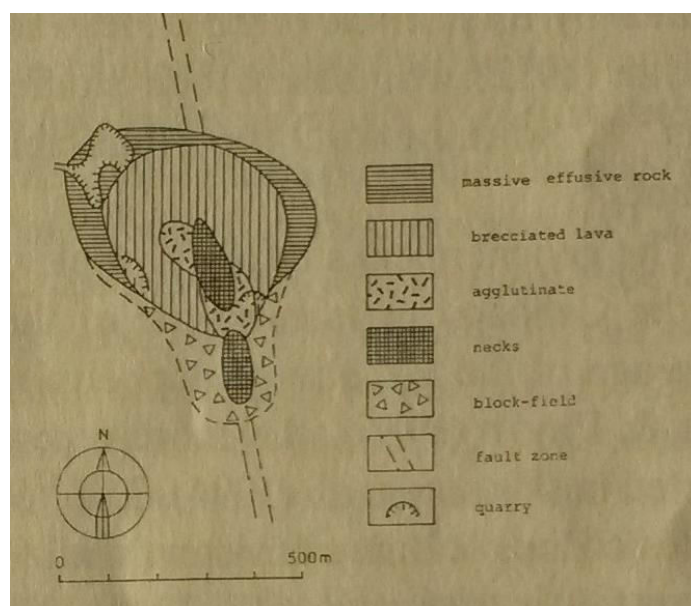 massive effusive rock
brecciated lava
agglutinate
necks
block-field
fault zone
quarry
N
0 500m